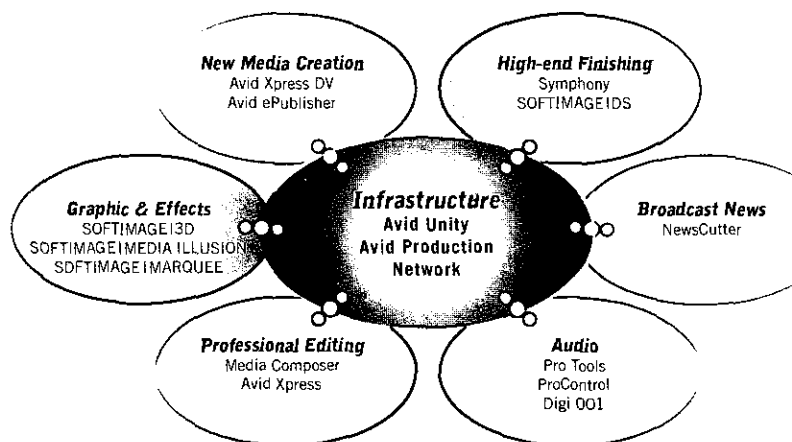 New Media Creation
Avid Xpress DV
Avid ePublisher
High-end Finishing
Symphony
SOFTIMAGE|DS
Graphic & Effects
SOFTIMAGE|3D
SOFTIMAGE|MEDIA ILLUSION
SOFTIMAGE|MARQUEE
Infrastructure
Avid Unity
Avid Production
Network
Broadcast News
NewsCutter
Professional Editing
Media Composer
Avid Xpress
Audio
Pro Tools
ProControl
Digi 001